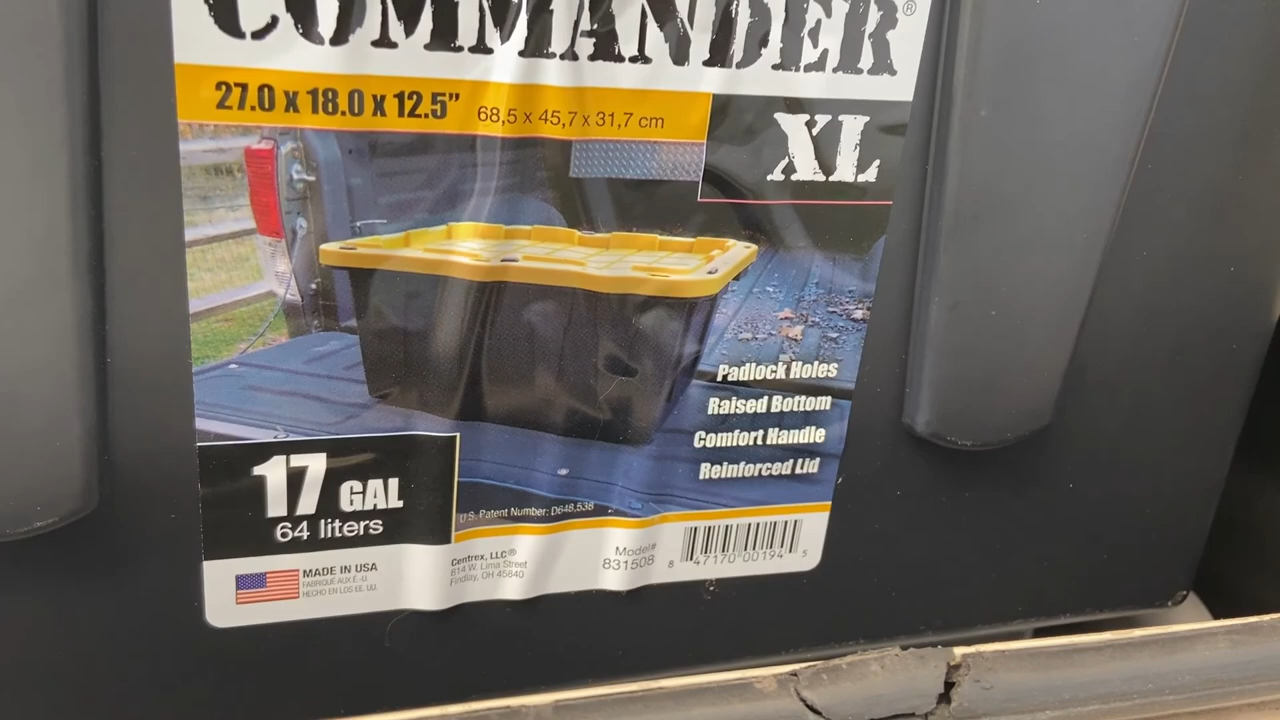 COMMANDER®
XL
27.0 x 18.0 x 12.5” 68,5 x 45,7 x 31,7 cm
Padlock Holes
Raised Bottom
Comfort Handle
Reinforced Lid
17 GAL
64 liters
U.S. Patent Number: D648,538
MADE IN USA
FABRIQUÉ AUX É.-U.
HECHO EN LOS EE. UU.
Centrex, LLC®
814 W. Lima Street
Findlay, OH 45840
Model#
831508
8 47170 00194 5